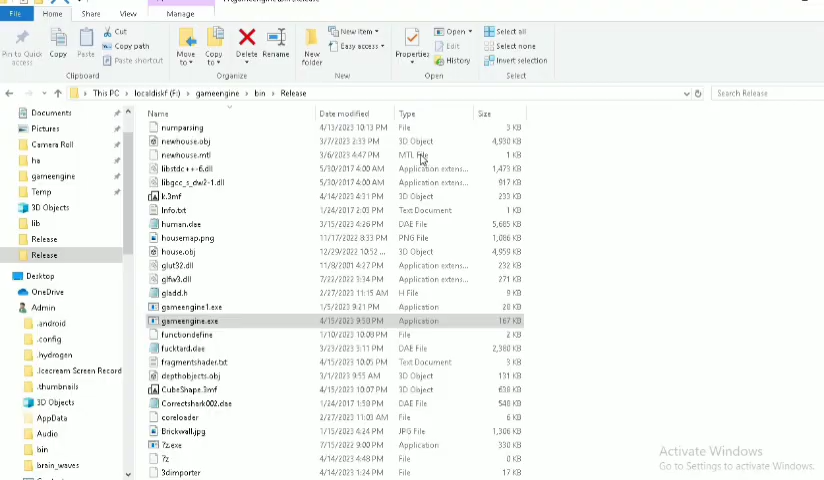 File Home Share View Manage
Pin to Quick access
Copy
Paste
Cut
Copy path
Paste shortcut
Move to
Copy to
Delete
Rename
New folder
New item
Easy access
Properties
Open
Edit
History
Select all
Select none
Invert selection
Clipboard Organize New Open Select
This PC › localdiskf (F:) › gameengine › bin › Release
Search Release
Documents
Pictures
Camera Roll
ha
gameengine
Temp
3D Objects
lib
Release
Release
Desktop
OneDrive
Admin
.android
.config
.hydrogen
.Icecream Screen Record
.thumbnails
3D Objects
AppData
Audio
bin
brain_waves
Name Date modified Type Size
numparsing 4/13/2023 10:13 PM File 3 KB
newhouse.obj 3/7/2023 2:33 PM 3D Object 4,930 KB
newhouse.mtl 3/6/2023 4:47 PM MTL File 1 KB
libstdc++-6.dll 5/30/2017 4:00 AM Application extens... 1,473 KB
libgcc_s_dw2-1.dll 5/30/2017 4:00 AM Application extens... 917 KB
k.3mf 4/14/2023 4:31 PM 3D Object 233 KB
Info.txt 1/24/2017 2:03 PM Text Document 1 KB
human.dae 3/15/2023 4:26 PM DAE File 5,685 KB
housemap.png 11/17/2022 8:33 PM PNG File 1,086 KB
house.obj 12/29/2022 10:52 ... 3D Object 4,959 KB
glut32.dll 11/8/2001 4:27 PM Application extens... 232 KB
glfw3.dll 7/22/2022 3:34 PM Application extens... 271 KB
gladd.h 2/27/2023 11:15 AM H File 9 KB
gameengine1.exe 1/5/2023 9:21 PM Application 28 KB
gameengine.exe 4/15/2023 9:58 PM Application 167 KB
functiondefine 1/10/2023 10:08 PM File 2 KB
fucktard.dae 3/23/2023 3:11 PM DAE File 2,380 KB
fragmentshader.txt 4/15/2023 10:05 PM Text Document 3 KB
depthobjects.obj 3/1/2023 9:55 AM 3D Object 131 KB
CubeShape.3mf 4/15/2023 10:07 PM 3D Object 638 KB
Correctshark002.dae 1/24/2017 1:58 PM DAE File 548 KB
coreloader 2/27/2023 11:03 AM File 6 KB
Brickwall.jpg 1/15/2023 4:24 PM JPG File 1,306 KB
7z.exe 7/15/2022 9:00 PM Application 330 KB
7z 4/14/2023 4:48 PM File 0 KB
3dimporter 4/14/2023 1:24 PM File 17 KB
Activate Windows
Go to Settings to activate Windows.